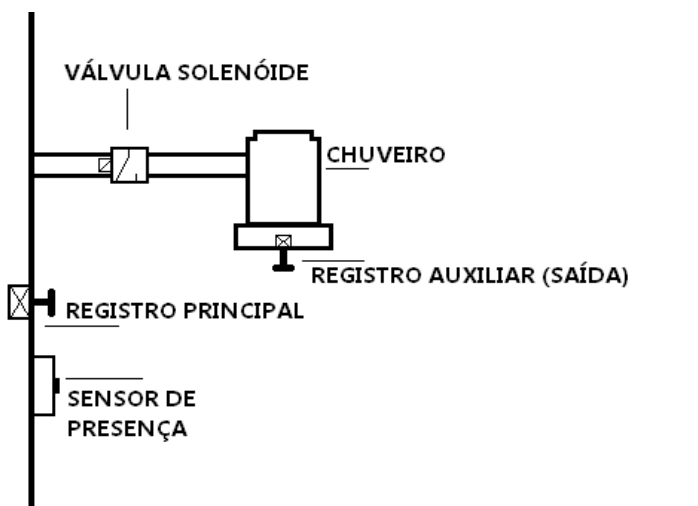 VÁLVULA SOLENÓIDE
CHUVEIRO
REGISTRO AUXILIAR (SAÍDA)
REGISTRO PRINCIPAL
SENSOR DE
PRESENÇA